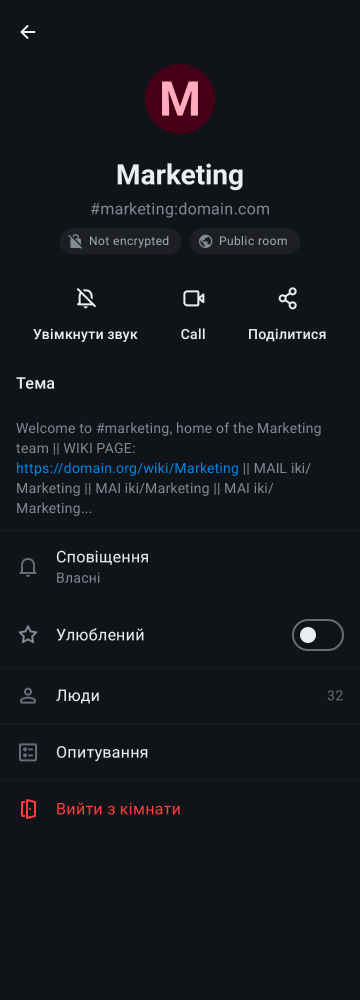 M
Marketing
#marketing:domain.com
Not encrypted
Public room
Увімкнути звук
Call
Поділитися
Тема
Welcome to #marketing, home of the Marketing
team || WIKI PAGE:
https://domain.org/wiki/Marketing || MAIL iki/
Marketing || MAI iki/Marketing || MAI iki/
Marketing...
Сповіщення
Власні
Улюблений
Люди
32
Опитування
Вийти з кімнати